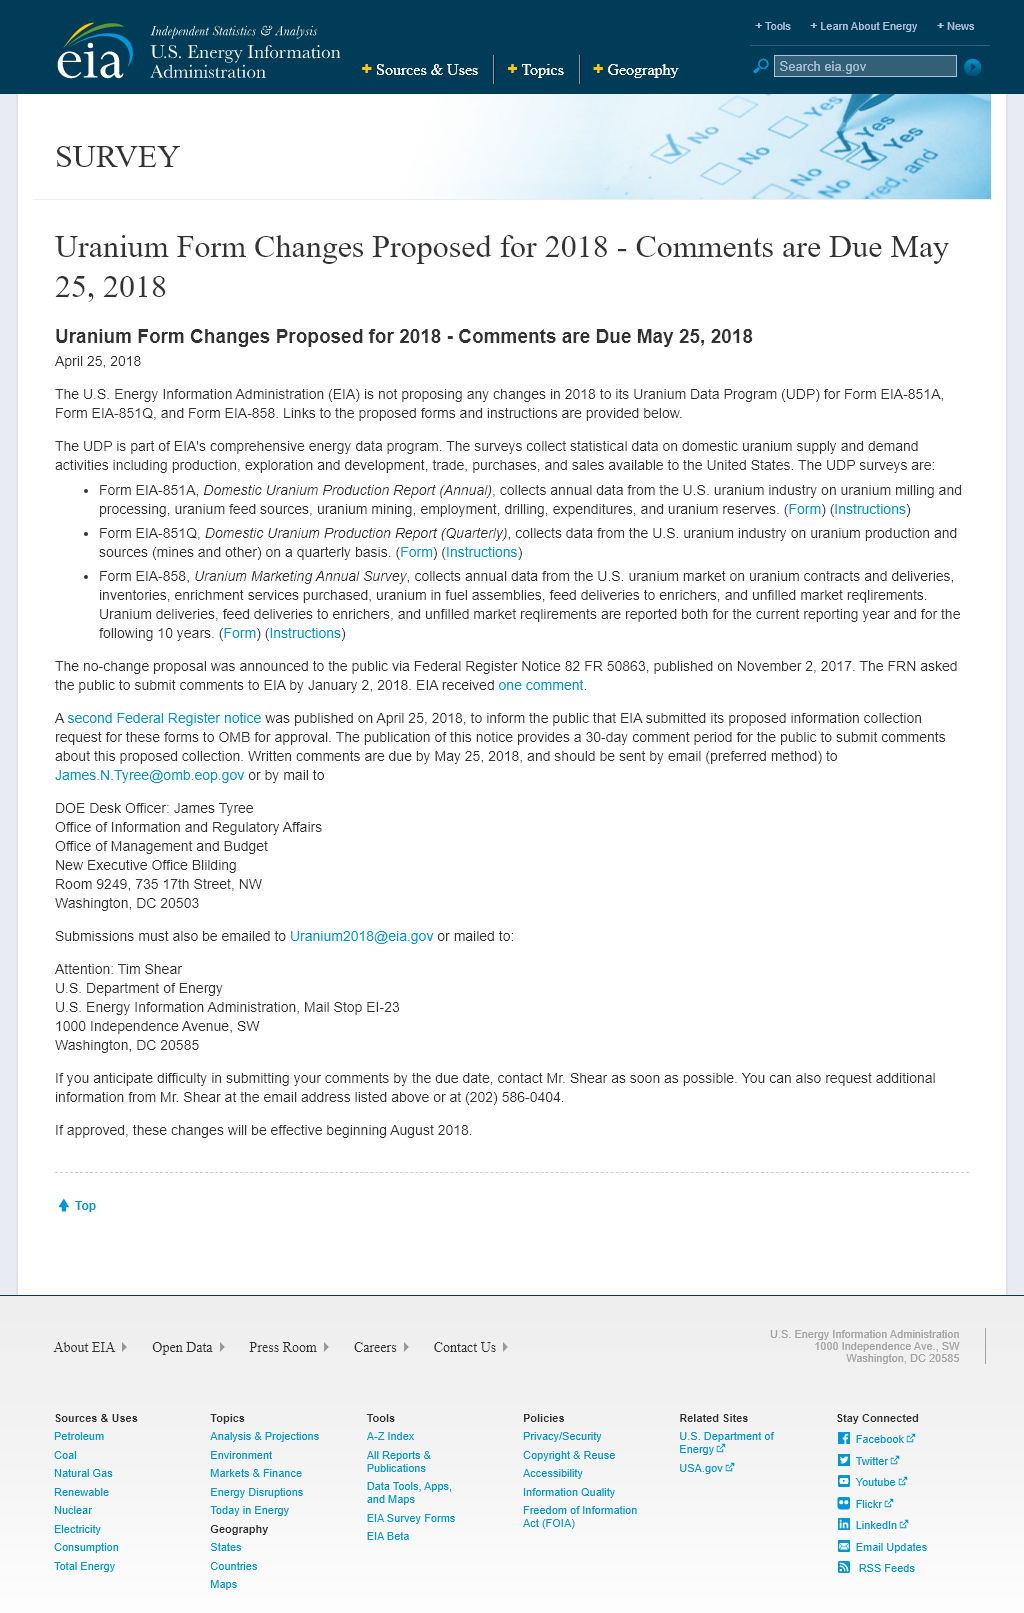 Independent Statistics & Analysis
U.S. Energy Information
Administration
eia
+ Sources & Uses
+ Topics
+ Geography
+ Tools
+ Learn About Energy
+ News
Search eia.gov
SURVEY
No
Yes
No
Yes
No
red, and
Uranium Form Changes Proposed for 2018 - Comments are Due May
25, 2018
Uranium Form Changes Proposed for 2018 - Comments are Due May 25, 2018
April 25, 2018
The U.S. Energy Information Administration (EIA) is not proposing any changes in 2018 to its Uranium Data Program (UDP) for Form EIA-851A,
Form EIA-851Q, and Form EIA-858. Links to the proposed forms and instructions are provided below.
The UDP is part of EIA's comprehensive energy data program. The surveys collect statistical data on domestic uranium supply and demand
activities including production, exploration and development, trade, purchases, and sales available to the United States. The UDP surveys are:
• Form EIA-851A, Domestic Uranium Production Report (Annual), collects annual data from the U.S. uranium industry on uranium milling and
processing, uranium feed sources, uranium mining, employment, drilling, expenditures, and uranium reserves. (Form) (Instructions)
• Form EIA-851Q, Domestic Uranium Production Report (Quarterly), collects data from the U.S. uranium industry on uranium production and
sources (mines and other) on a quarterly basis. (Form) (Instructions)
• Form EIA-858, Uranium Marketing Annual Survey, collects annual data from the U.S. uranium market on uranium contracts and deliveries,
inventories, enrichment services purchased, uranium in fuel assemblies, feed deliveries to enrichers, and unfilled market reqlirements.
Uranium deliveries, feed deliveries to enrichers, and unfilled market reqlirements are reported both for the current reporting year and for the
following 10 years. (Form) (Instructions)
The no-change proposal was announced to the public via Federal Register Notice 82 FR 50863, published on November 2, 2017. The FRN asked
the public to submit comments to EIA by January 2, 2018. EIA received one comment.
A second Federal Register notice was published on April 25, 2018, to inform the public that EIA submitted its proposed information collection
request for these forms to OMB for approval. The publication of this notice provides a 30-day comment period for the public to submit comments
about this proposed collection. Written comments are due by May 25, 2018, and should be sent by email (preferred method) to
James.N.Tyree@omb.eop.gov or by mail to
DOE Desk Officer: James Tyree
Office of Information and Regulatory Affairs
Office of Management and Budget
New Executive Office Blilding
Room 9249, 735 17th Street, NW
Washington, DC 20503
Submissions must also be emailed to Uranium2018@eia.gov or mailed to:
Attention: Tim Shear
U.S. Department of Energy
U.S. Energy Information Administration, Mail Stop EI-23
1000 Independence Avenue, SW
Washington, DC 20585
If you anticipate difficulty in submitting your comments by the due date, contact Mr. Shear as soon as possible. You can also request additional
information from Mr. Shear at the email address listed above or at (202) 586-0404.
If approved, these changes will be effective beginning August 2018.
Top
About EIA
Open Data
Press Room
Careers
Contact Us
U.S. Energy Information Administration
1000 Independence Ave., SW
Washington, DC 20585
Sources & Uses
Petroleum
Coal
Natural Gas
Renewable
Nuclear
Electricity
Consumption
Total Energy
Topics
Analysis & Projections
Environment
Markets & Finance
Energy Disruptions
Today in Energy
Geography
States
Countries
Maps
Tools
A-Z Index
All Reports &
Publications
Data Tools, Apps,
and Maps
EIA Survey Forms
EIA Beta
Policies
Privacy/Security
Copyright & Reuse
Accessibility
Information Quality
Freedom of Information
Act (FOIA)
Related Sites
U.S. Department of
Energy
USA.gov
Stay Connected
Facebook
Twitter
Youtube
Flickr
LinkedIn
Email Updates
RSS Feeds